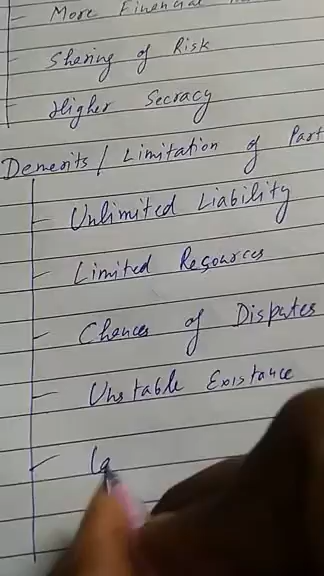 More Financial
Sharing of Risk
Higher Secracy
Demerits / Limitation of Part
Unlimited Liability
Limited Resources
Chances of Disputes
Unstable Existance